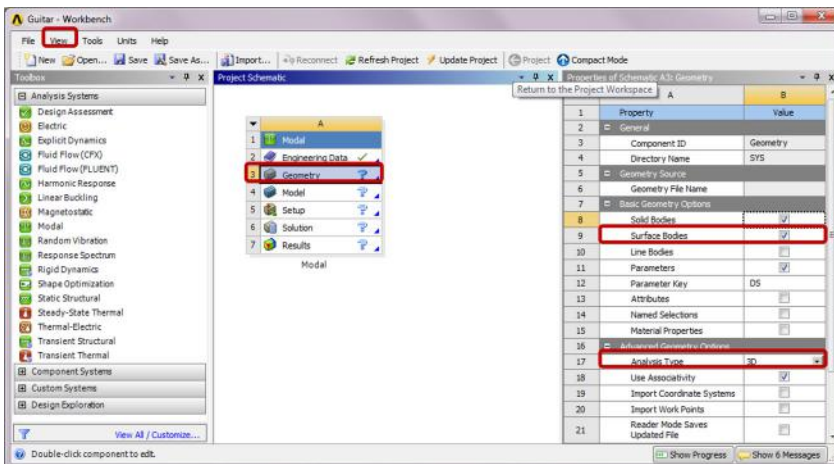 Guitar - Workbench
File View Tools Units Help
New Open... Save Save As... Import... Reconnect Refresh Project Update Project Project Compact Mode
Toolbox
Project Schematic
Properties of Schematic A3: Geometry
Return to the Project Workspace
Analysis Systems
Design Assessment
Electric
Explicit Dynamics
Fluid Flow (CFX)
Fluid Flow (FLUENT)
Harmonic Response
Linear Buckling
Magnetostatic
Modal
Random Vibration
Response Spectrum
Rigid Dynamics
Shape Optimization
Static Structural
Steady-State Thermal
Thermal-Electric
Transient Structural
Transient Thermal
Component Systems
Custom Systems
Design Exploration
View All / Customize...
A
1 Modal
2 Engineering Data
3 Geometry ?
4 Model ?
5 Setup ?
6 Solution ?
7 Results ?
Modal
A B
1 Property Value
2 General
3 Component ID Geometry
4 Directory Name SYS
5 Geometry Source
6 Geometry File Name
7 Basic Geometry Options
8 Solid Bodies
9 Surface Bodies
10 Line Bodies
11 Parameters
12 Parameter Key DS
13 Attributes
14 Named Selections
15 Material Properties
16 Advanced Geometry Options
17 Analysis Type 3D
18 Use Associativity
19 Import Coordinate Systems
20 Import Work Points
21 Reader Mode Saves
Updated File
Double-click component to edit.
Show Progress Show 6 Messages